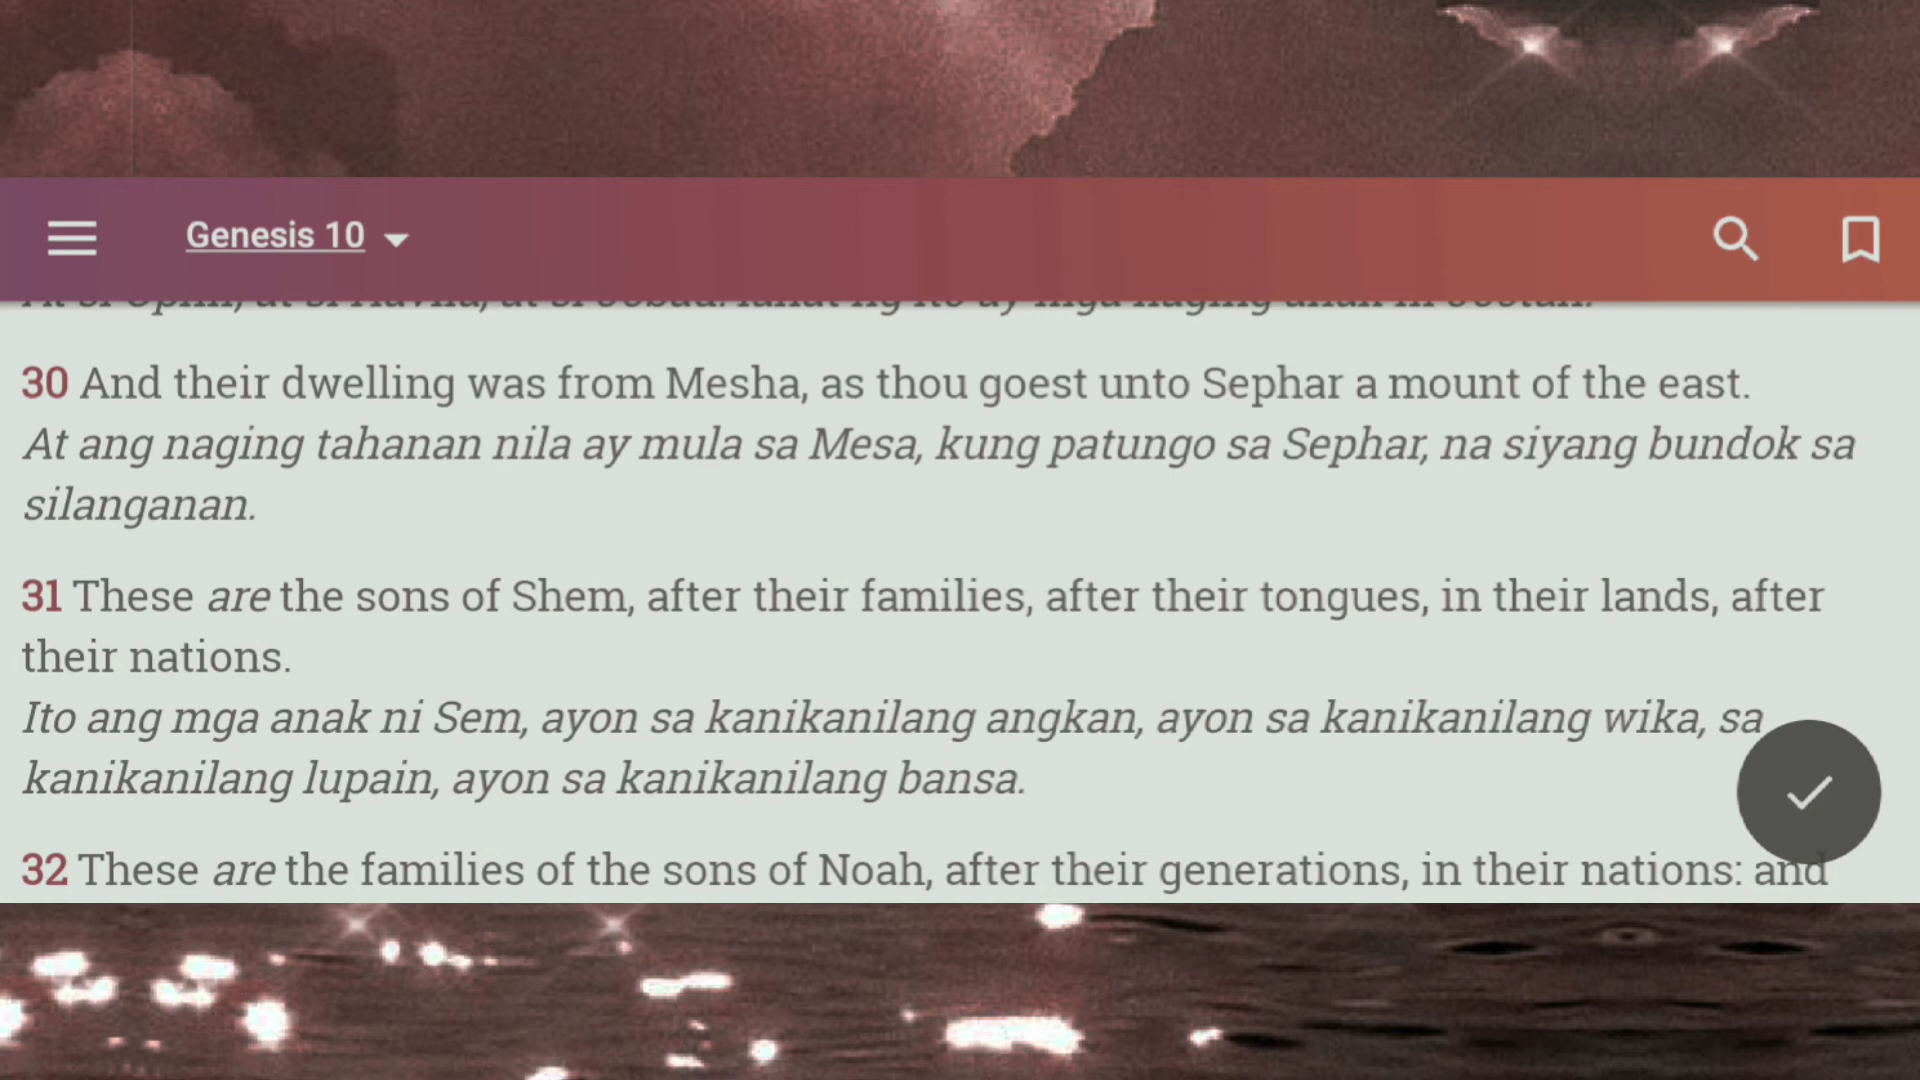 Genesis 10
30 And their dwelling was from Mesha, as thou goest unto Sephar a mount of the east.
At ang naging tahanan nila ay mula sa Mesa, kung patungo sa Sephar, na siyang bundok sa
silanganan.
31 These are the sons of Shem, after their families, after their tongues, in their lands, after
their nations.
Ito ang mga anak ni Sem, ayon sa kanikanilang angkan, ayon sa kanikanilang wika, sa
kanikanilang lupain, ayon sa kanikanilang bansa.
32 These are the families of the sons of Noah, after their generations, in their nations: and